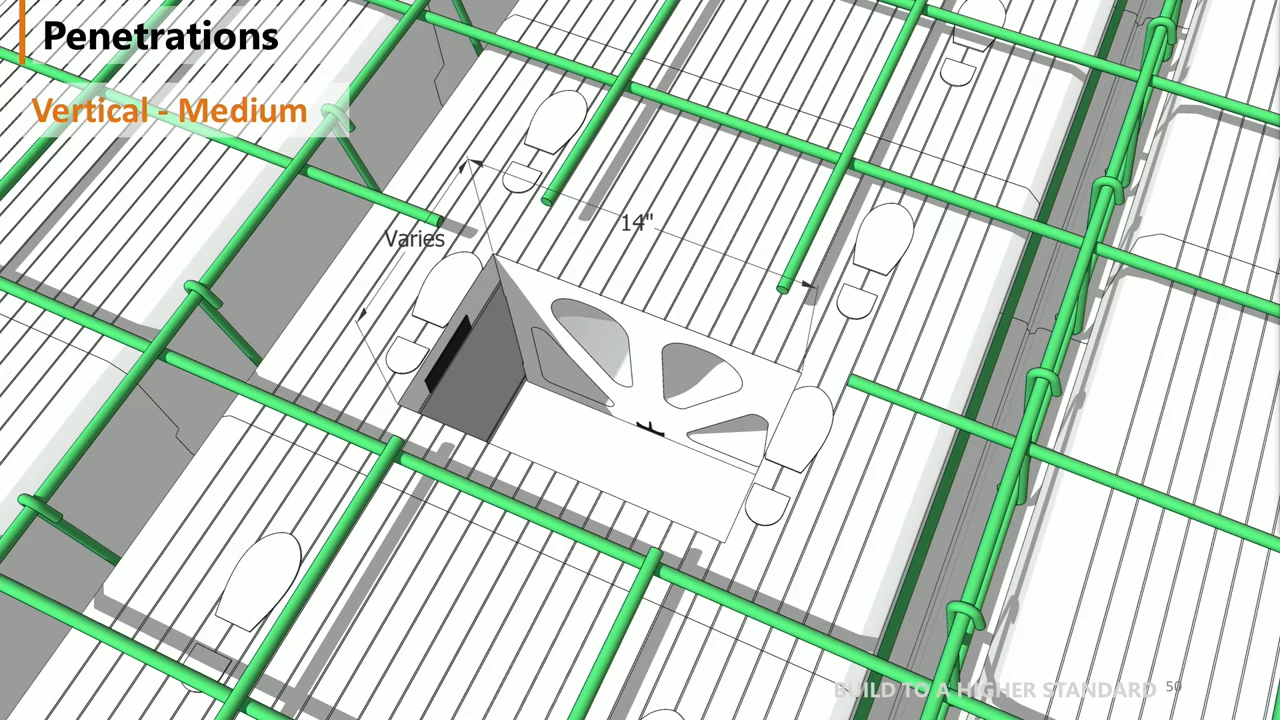 Penetrations
Vertical - Medium
14"
Varies
BUILD TO A HIGHER STANDARD 50